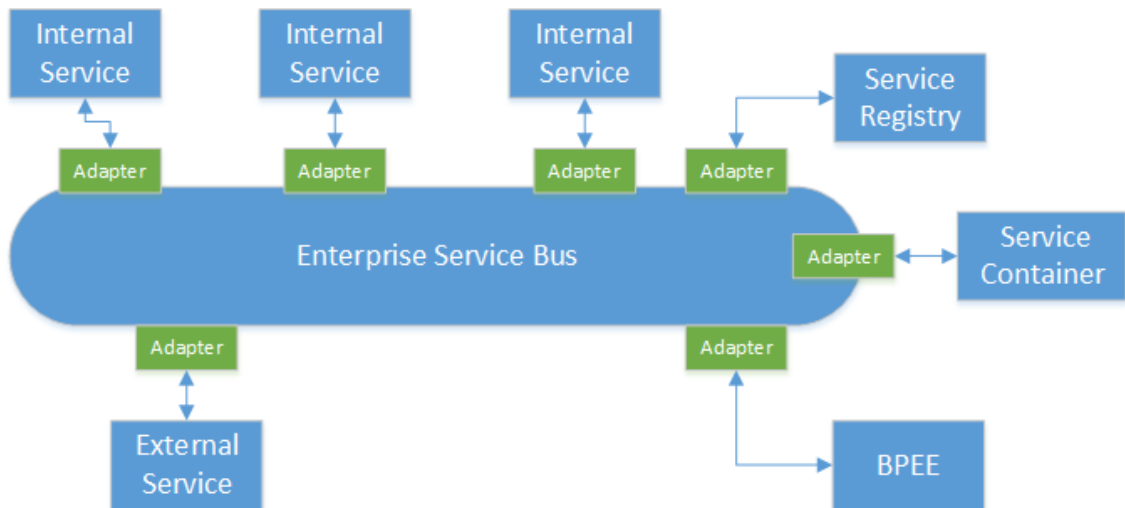 Internal
Service
Internal
Service
Internal
Service
Service
Registry
Adapter
Adapter
Adapter
Adapter
Enterprise Service Bus
Adapter
Service
Container
Adapter
Adapter
External
Service
BPEE